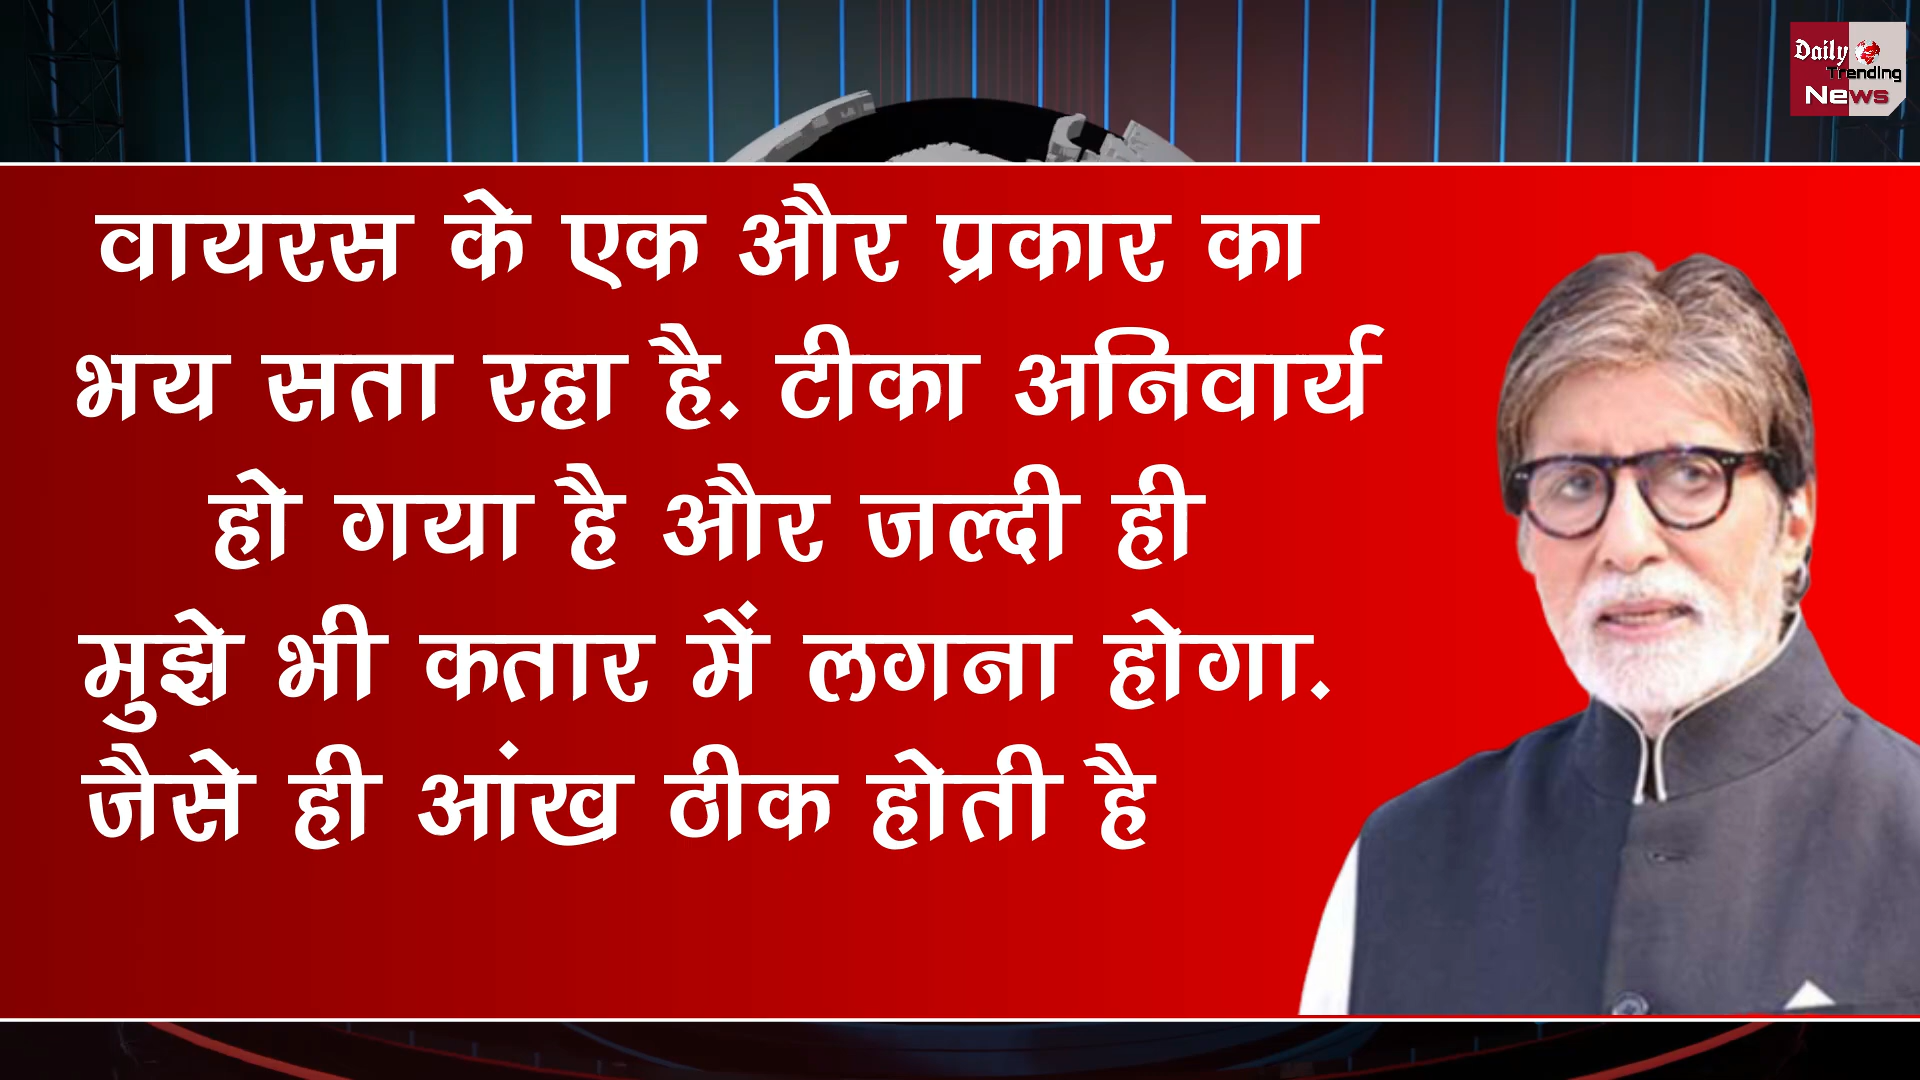 Daily
Trending
News
वायरस के एक और प्रकार का
भय सता रहा है. टीका अनिवार्य
हो गया है और जल्दी ही
मुझे भी कतार में लगना होगा.
जैसे ही आंख ठीक होती है